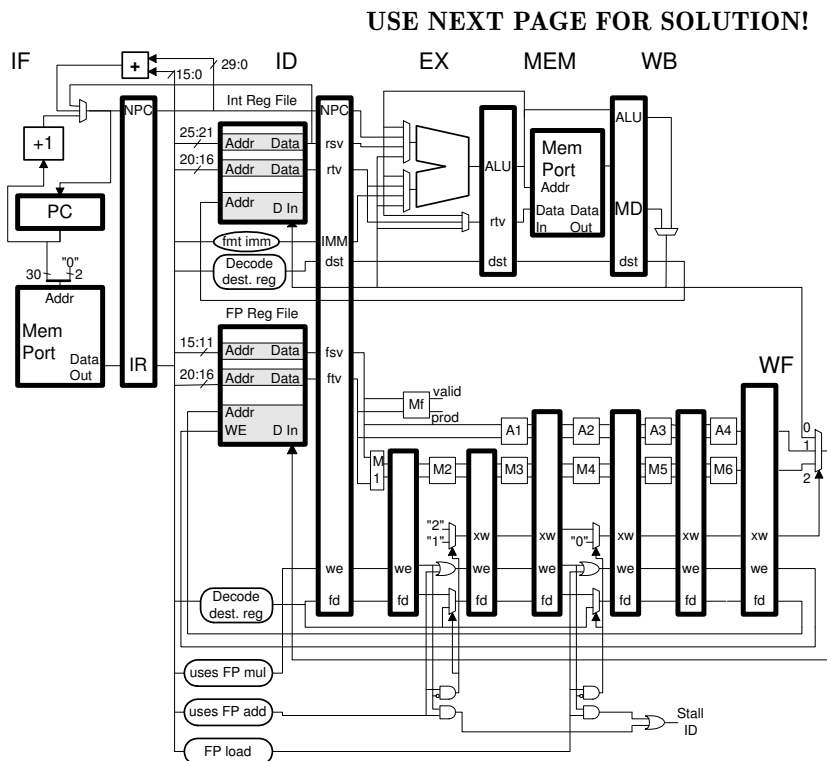 USE NEXT PAGE FOR SOLUTION!
IF
ID
EX
MEM
WB
+
29:0
15:0
Int Reg File
NPC
NPC
+1
25:21
Addr
Data
rsv
20:16
Addr
Data
rtv
Addr
D In
ALU
Mem
Port
Addr
Data
In
Data
Out
rtv
ALU
MD
PC
fmt imm
IMM
Decode
dest. reg
dst
dst
dst
"0"
30
2
Addr
Mem
Port
Data
Out
IR
FP Reg File
15:11
Addr
Data
fsv
20:16
Addr
Data
ftv
Addr
WE
D In
Mf
valid
prod
WF
A1
A2
A3
A4
0
1
2
M
1
M2
M3
M4
M5
M6
"2"
"1"
xw
xw
"0"
xw
xw
xw
we
we
we
we
we
we
we
Decode
dest. reg
fd
fd
fd
fd
fd
fd
fd
uses FP mul
uses FP add
FP load
Stall
ID